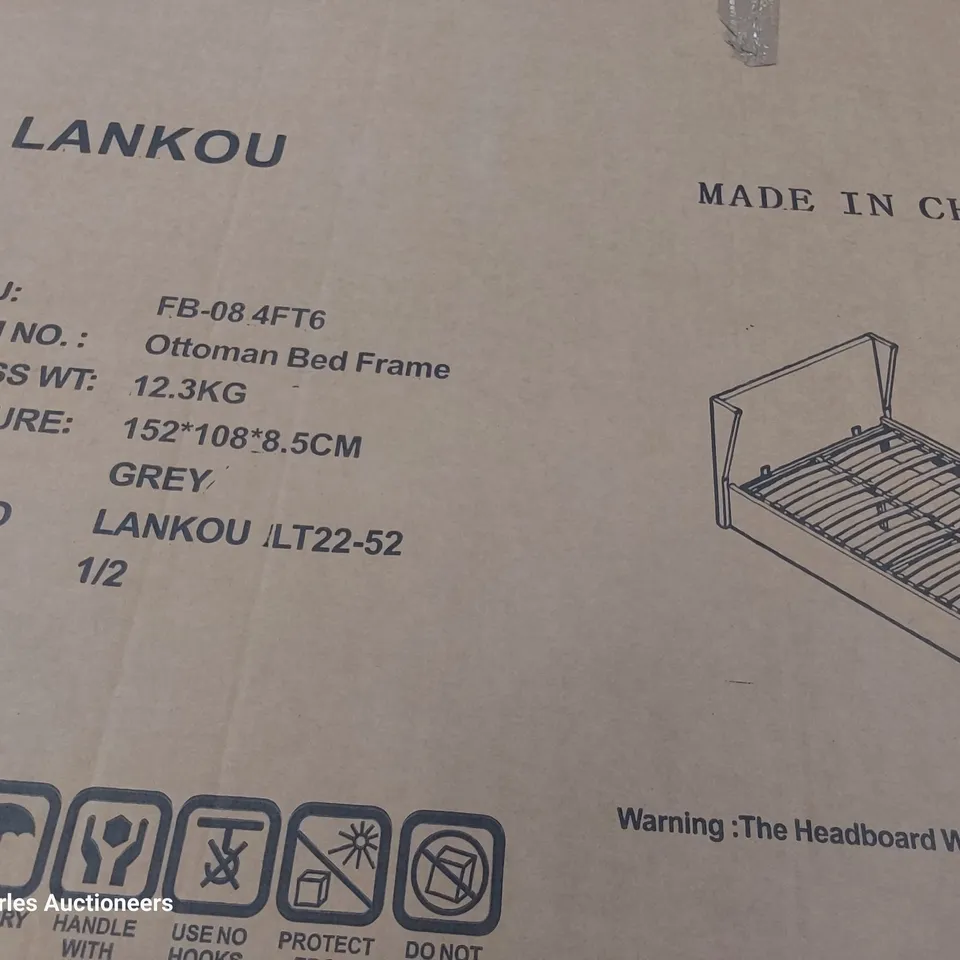 LANKOU
MADE IN CH
U:
FB-08 4FT6
NO. :
Ottoman Bed Frame
SS WT:
12.3KG
URE:
152*108*8.5CM
GREY
LANKOU LT22-52
1/2
Warning :The Headboard W
rles Auctioneers
RY
HANDLE
WITH
USE NO
HOOKS
PROTECT
DO NOT